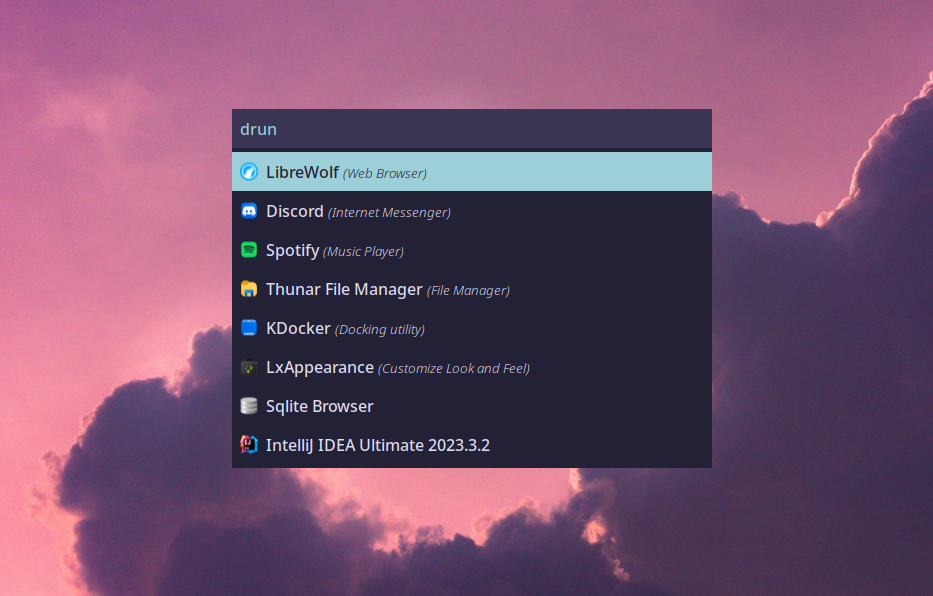 drun
LibreWolf (Web Browser)
Discord (Internet Messenger)
Spotify (Music Player)
Thunar File Manager (File Manager)
KDocker (Docking utility)
LxAppearance (Customize Look and Feel)
Sqlite Browser
IntelliJ IDEA Ultimate 2023.3.2